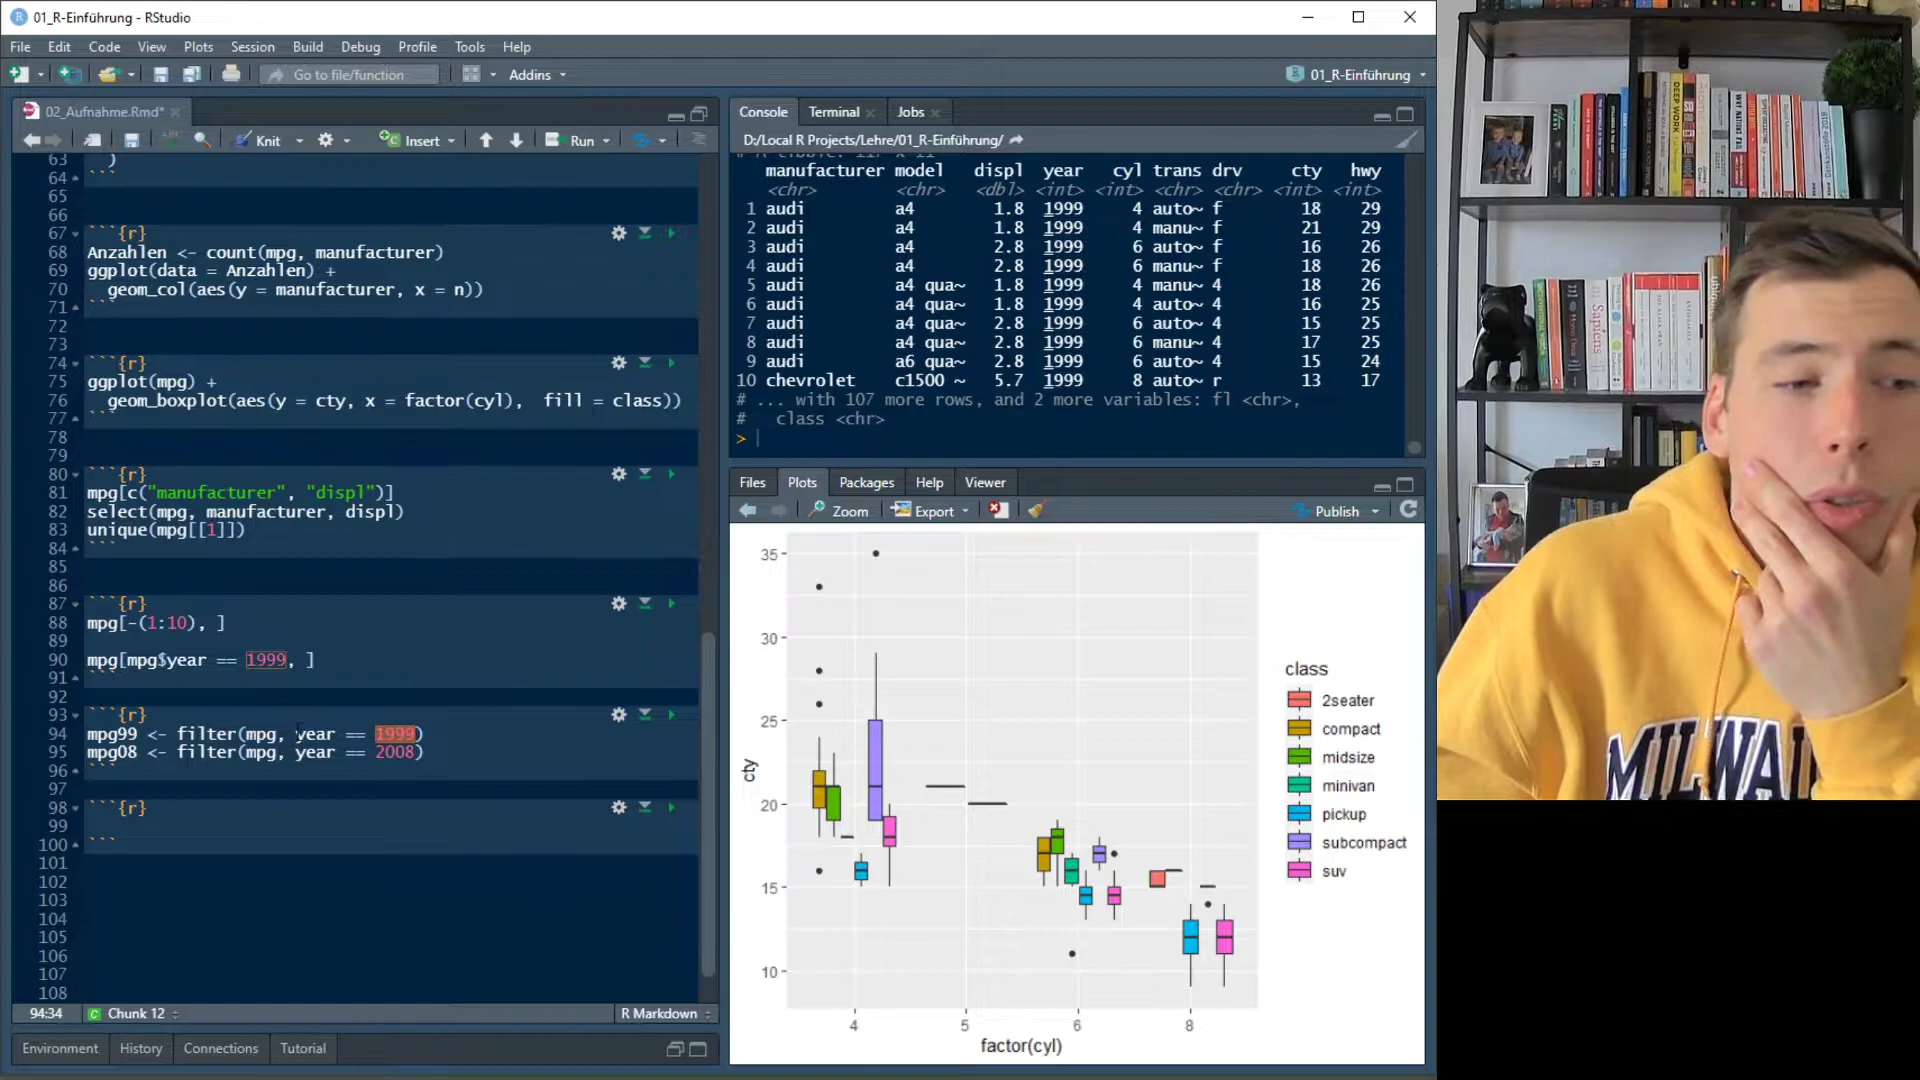 01_R-Einführung - RStudio
File Edit Code View Plots Session Build Debug Profile Tools Help
Go to file/function
Addins
01_R-Einführung
02_Aufnahme.Rmd*
Knit
Insert
Run
63 )
64 ```
65
66
67 ```{r}
68 Anzahlen <- count(mpg, manufacturer)
69 ggplot(data = Anzahlen) +
70 geom_col(aes(y = manufacturer, x = n))
71 ```
72
73
74 ```{r}
75 ggplot(mpg) +
76 geom_boxplot(aes(y = cty, x = factor(cyl), fill = class))
77 ```
78
79
80 ```{r}
81 mpg[c("manufacturer", "displ")]
82 select(mpg, manufacturer, displ)
83 unique(mpg[[1]])
84 ```
85
86
87 ```{r}
88 mpg[-(1:10), ]
89
90 mpg[mpg$year == 1999, ]
91 ```
92
93 ```{r}
94 mpg99 <- filter(mpg, year == 1999)
95 mpg08 <- filter(mpg, year == 2008)
96 ```
97
98 ```{r}
99
100 ```
101
102
103
104
105
106
107
108
94:34 Chunk 12 R Markdown
Environment History Connections Tutorial
Console Terminal Jobs
D:/Local R Projects/Lehre/01_R-Einführung/
manufacturer model displ year cyl trans drv cty hwy
<chr> <chr> <dbl> <int> <int> <chr> <chr> <int> <int>
1 audi a4 1.8 1999 4 auto~ f 18 29
2 audi a4 1.8 1999 4 manu~ f 21 29
3 audi a4 2.8 1999 6 auto~ f 16 26
4 audi a4 2.8 1999 6 manu~ f 18 26
5 audi a4 qua~ 1.8 1999 4 manu~ 4 18 26
6 audi a4 qua~ 1.8 1999 4 auto~ 4 16 25
7 audi a4 qua~ 2.8 1999 6 auto~ 4 15 25
8 audi a4 qua~ 2.8 1999 6 manu~ 4 17 25
9 audi a6 qua~ 2.8 1999 6 auto~ 4 15 24
10 chevrolet c1500 ~ 5.7 1999 8 auto~ r 13 17
# ... with 107 more rows, and 2 more variables: fl <chr>,
# class <chr>
>
Files Plots Packages Help Viewer
Zoom Export Publish
35
30
25
20
15
10
cty
4 5 6 8
factor(cyl)
class
2seater
compact
midsize
minivan
pickup
subcompact
suv
DEEP WORK
Sapiens
MILWA